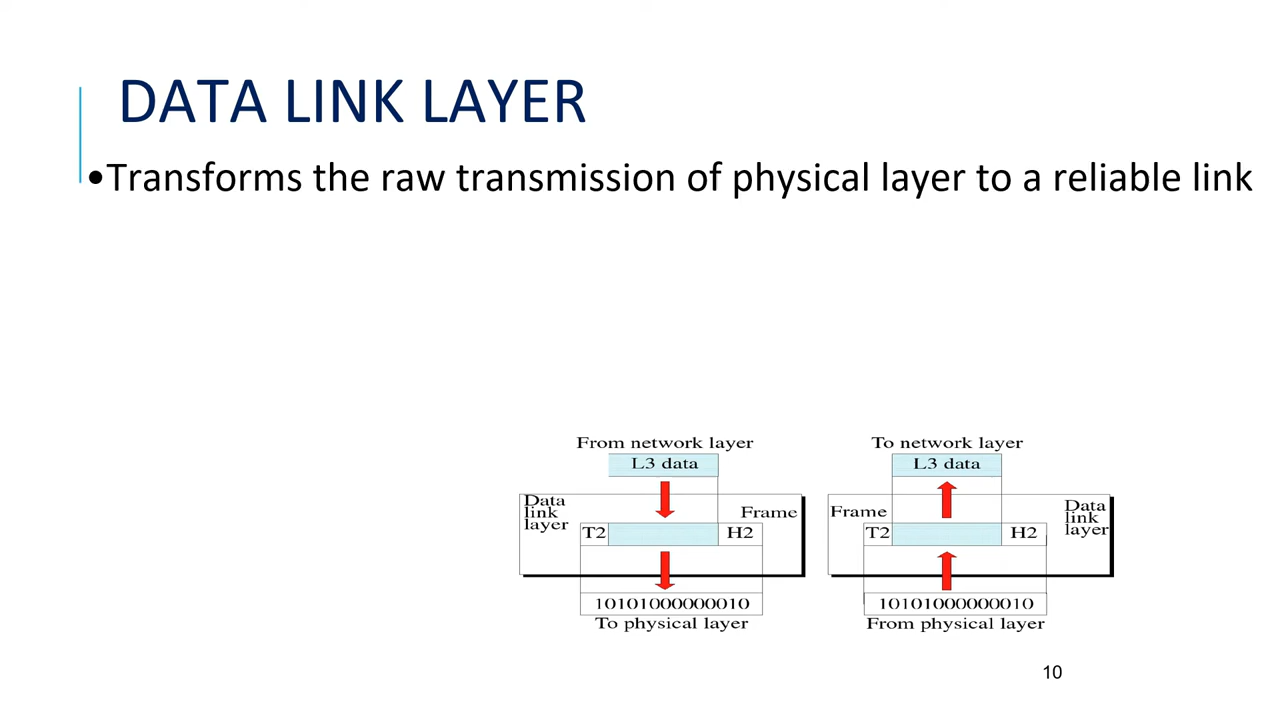 DATA LINK LAYER
•Transforms the raw transmission of physical layer to a reliable link
From network layer
L3 data
Data
link
layer
Frame
T2
H2
10101000000010
To physical layer
To network layer
L3 data
Frame
Data
link
layer
T2
H2
10101000000010
From physical layer
10